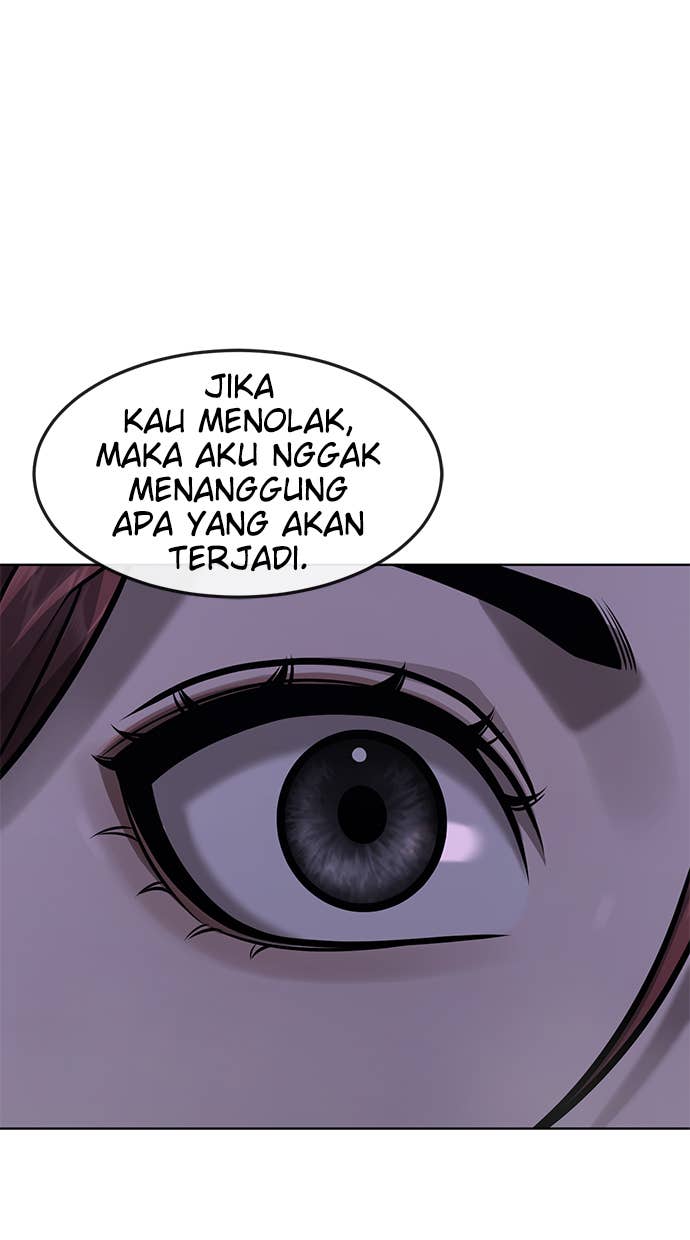 JIKA
KAU MENOLAK,
MAKA AKU NGGAK
MENANGGUNG
APA YANG AKAN
TERJADI.